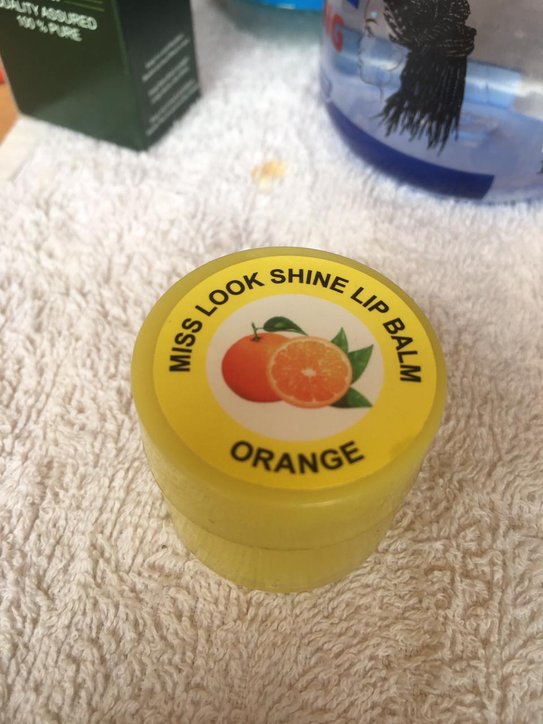 QUALITY ASSURED
100 % PURE
MISS LOOK SHINE LIP BALM
ORANGE